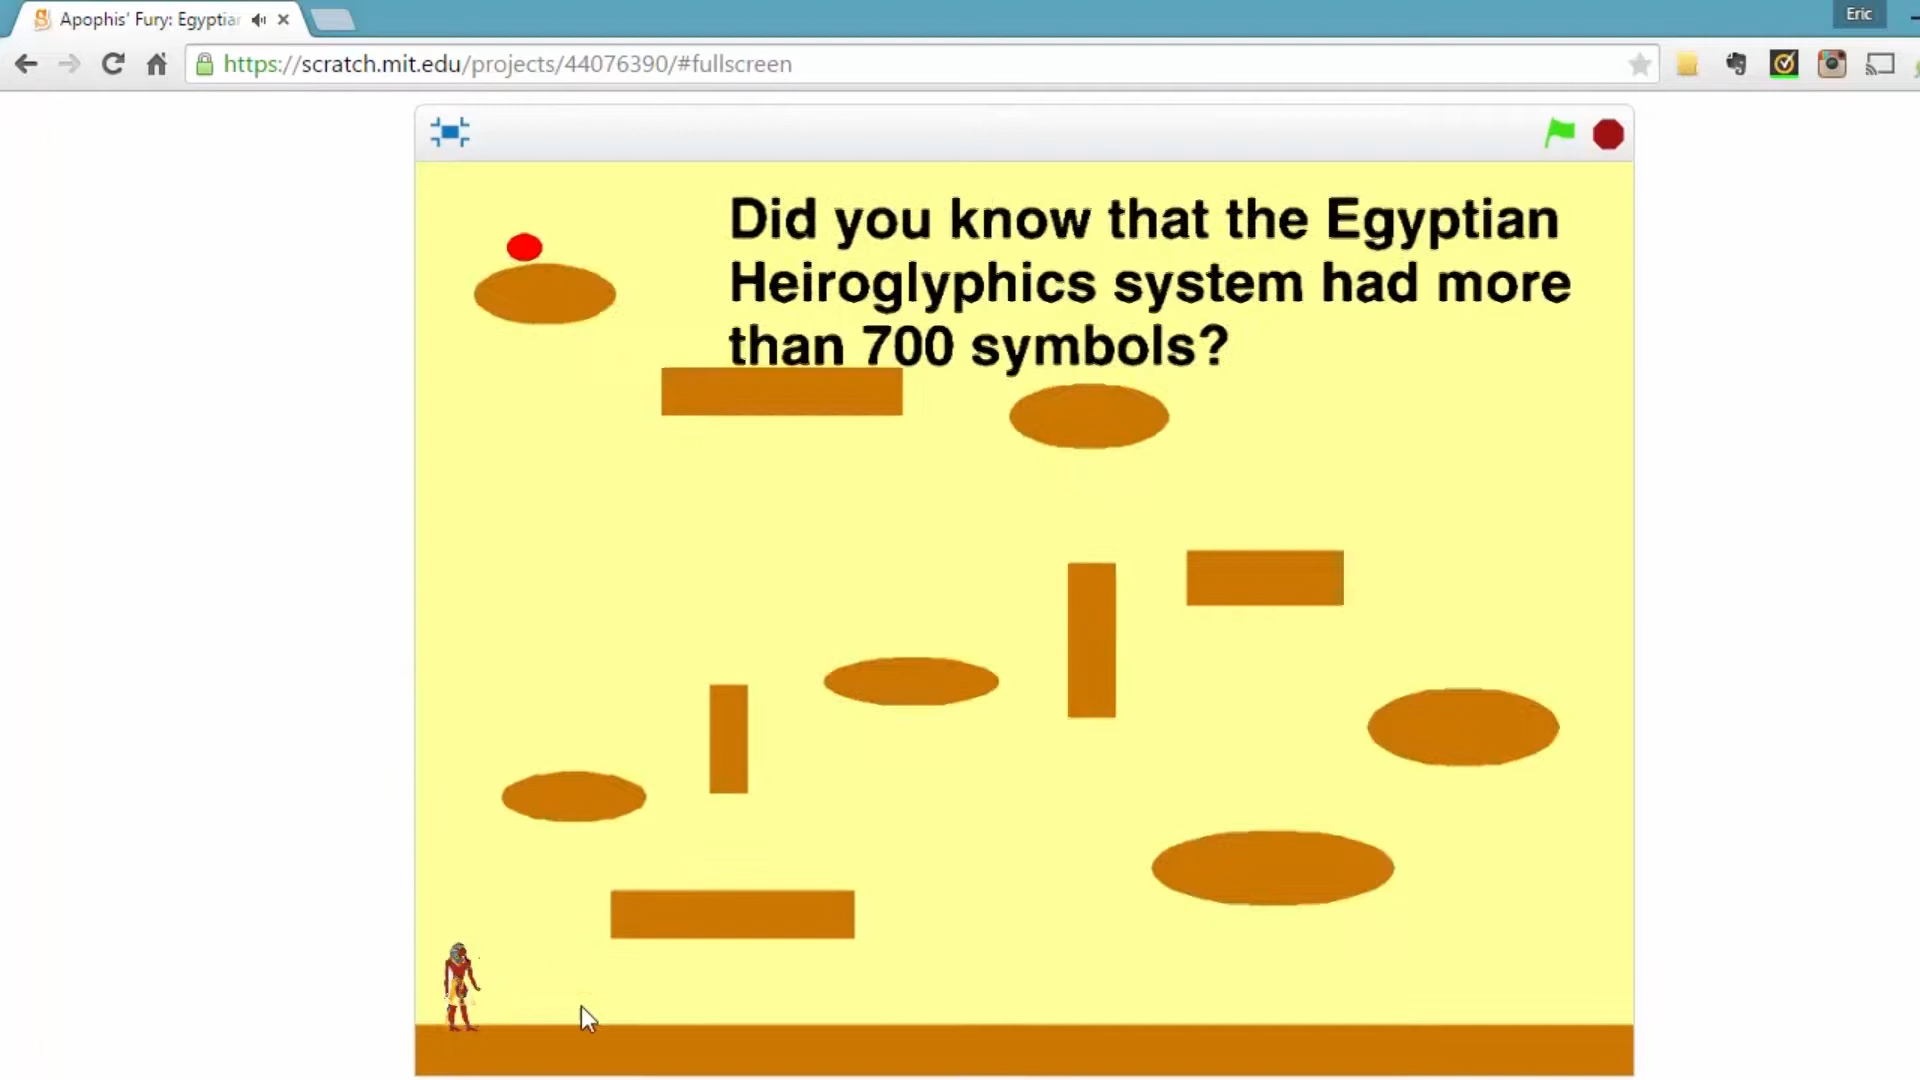 Apophis' Fury: Egyptian
Eric
https://scratch.mit.edu/projects/44076390/#fullscreen
Did you know that the Egyptian
Heiroglyphics system had more
than 700 symbols?